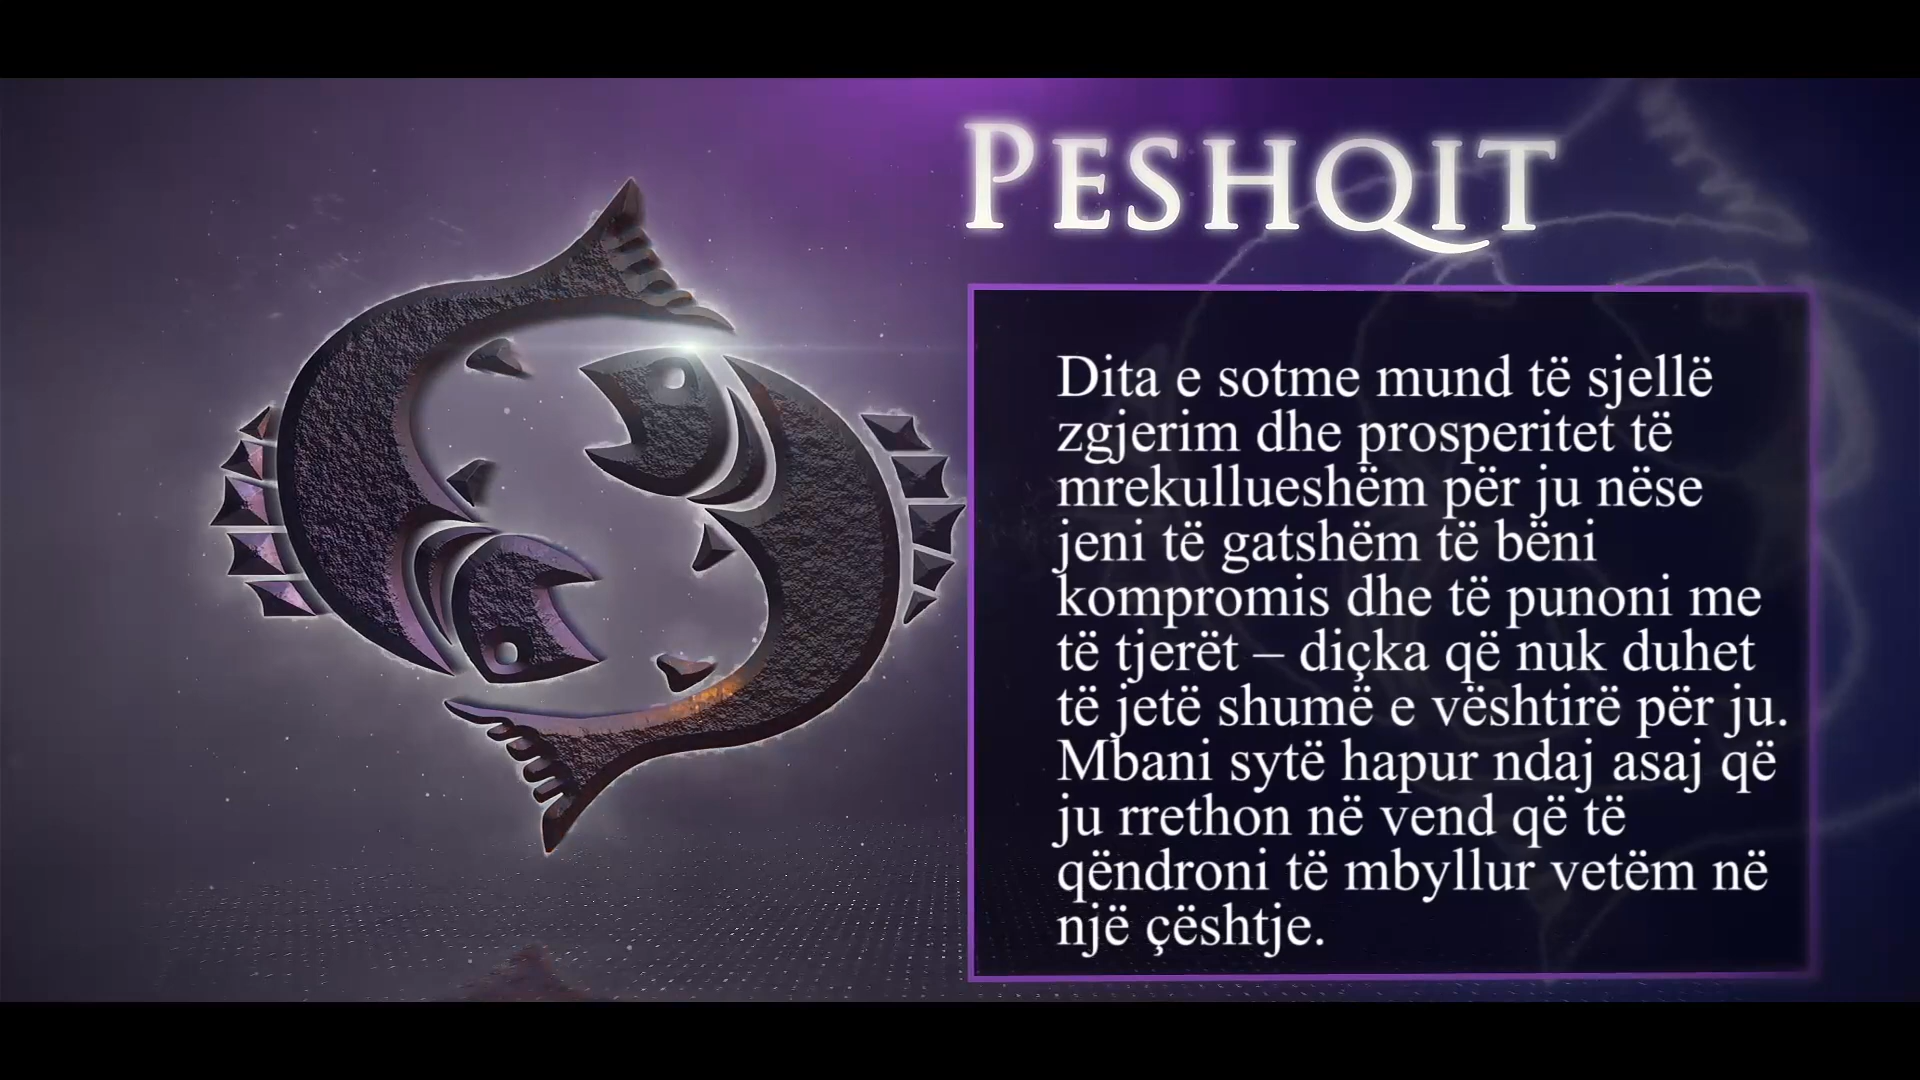 PESHQIT
Dita e sotme mund të sjellë
zgjerim dhe prosperitet të
mrekullueshëm për ju nëse
jeni të gatshëm të bëni
kompromis dhe të punoni me
të tjerët – diçka që nuk duhet
të jetë shumë e vështirë për ju.
Mbani sytë hapur ndaj asaj që
ju rrethon në vend që të
qëndroni të mbyllur vetëm në
një çështje.